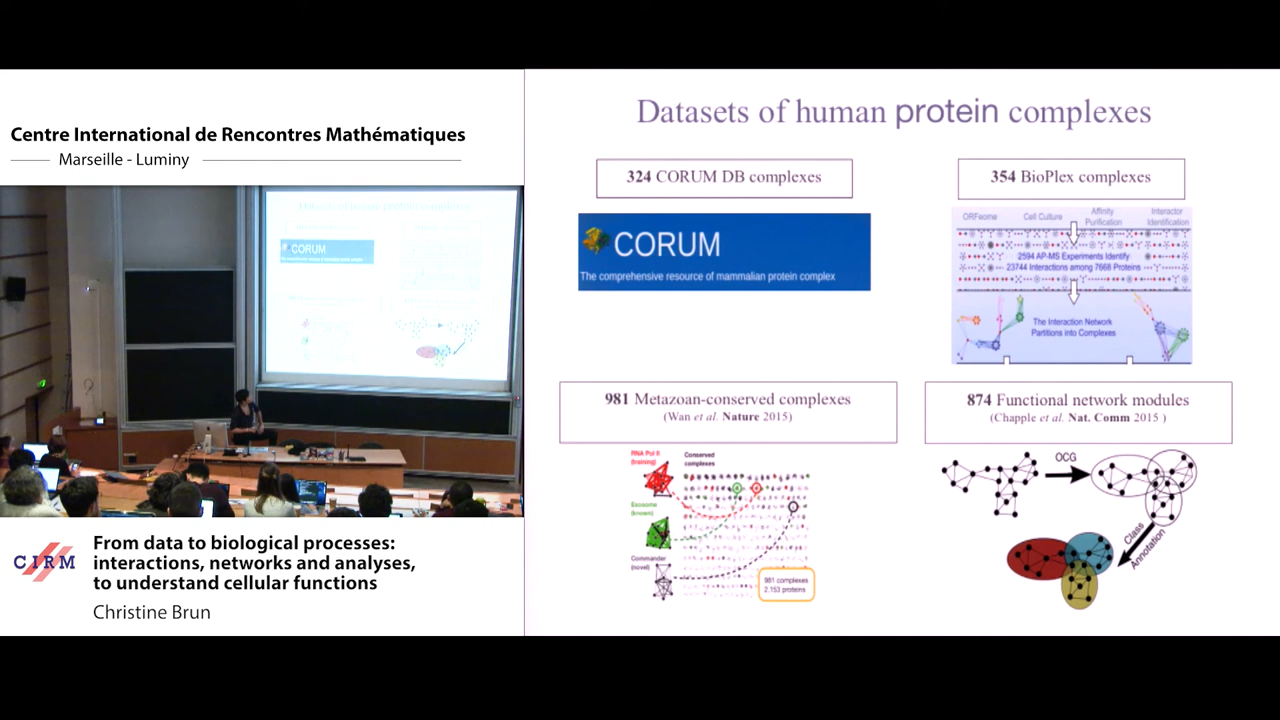 Centre International de Rencontres Mathématiques
Marseille - Luminy
CIRM
From data to biological processes:
interactions, networks and analyses,
to understand cellular functions
Christine Brun
Datasets of human protein complexes
324 CORUM DB complexes
CORUM
The comprehensive resource of mammalian protein complex
354 BioPlex complexes
ORFeome
Cell Culture
Affinity
Purification
Interactor
Identification
2594 AP-MS Experiments Identify
23744 Interactions among 7668 Proteins
The Interaction Network
Partitions into Complexes
981 Metazoan-conserved complexes
(Wan et al. Nature 2015)
RNA Pol II
(training)
Conserved
complexes
Exosome
(known)
Commander
(novel)
981 complexes
2,153 proteins
874 Functional network modules
(Chapple et al. Nat. Comm 2015 )
OCG
Class
Annotation